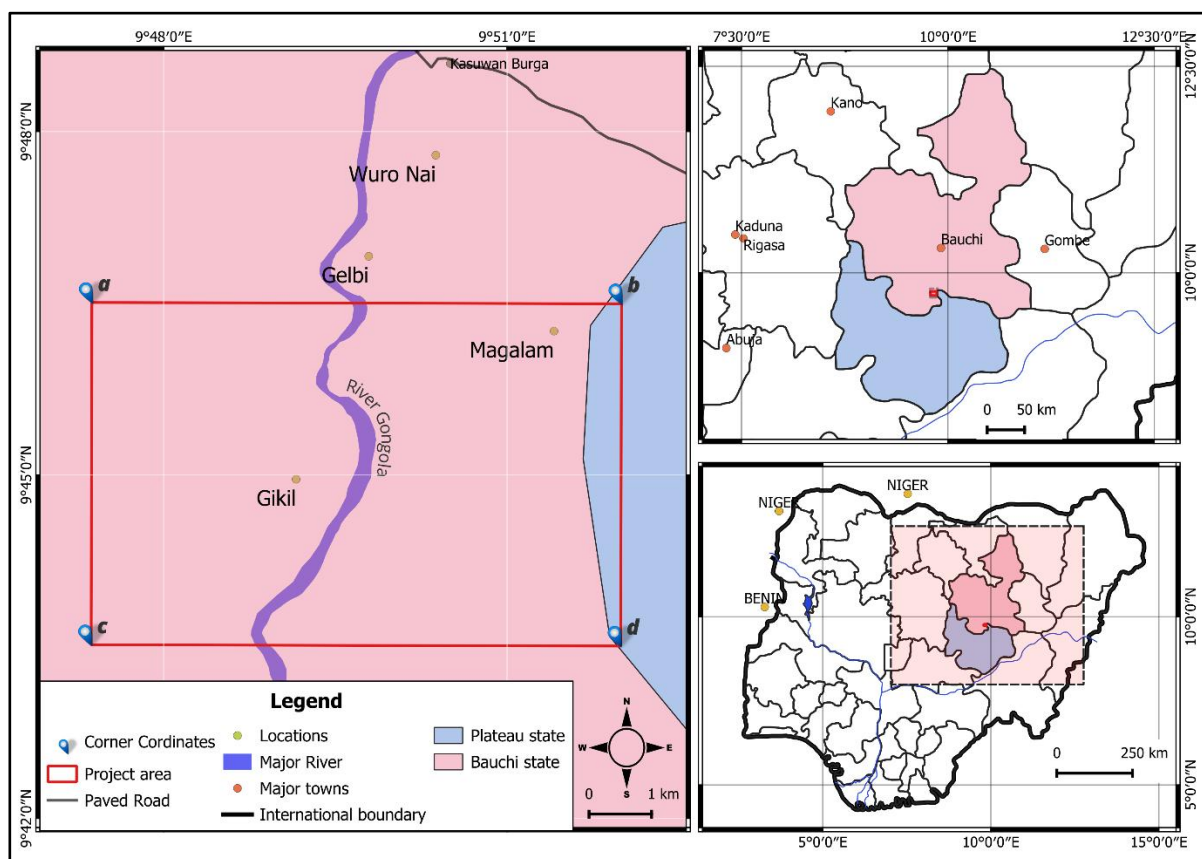 9°48'0"E
9°51'0"E
Kasuwan Burga
9°48'0"N
Wuro Nai
Gelbi
a
b
Magalam
River Gongola
9°45'0"N
Gikil
c
d
9°42'0"N
Legend
Corner Cordinates
Project area
Paved Road
Locations
Major River
Major towns
International boundary
Plateau state
Bauchi state
N
W
E
S
0 1 km
7°30'0"E
10°0'0"E
12°30'0"E
12°30'0"N
Kano
Kaduna
Rigasa
Bauchi
Gombe
10°0'0"N
Abuja
0 50 km
NIGER
NIGE
BENIN
10°0'0"N
0 250 km
5°0'0"N
5°0'0"E
10°0'0"E
15°0'0"E